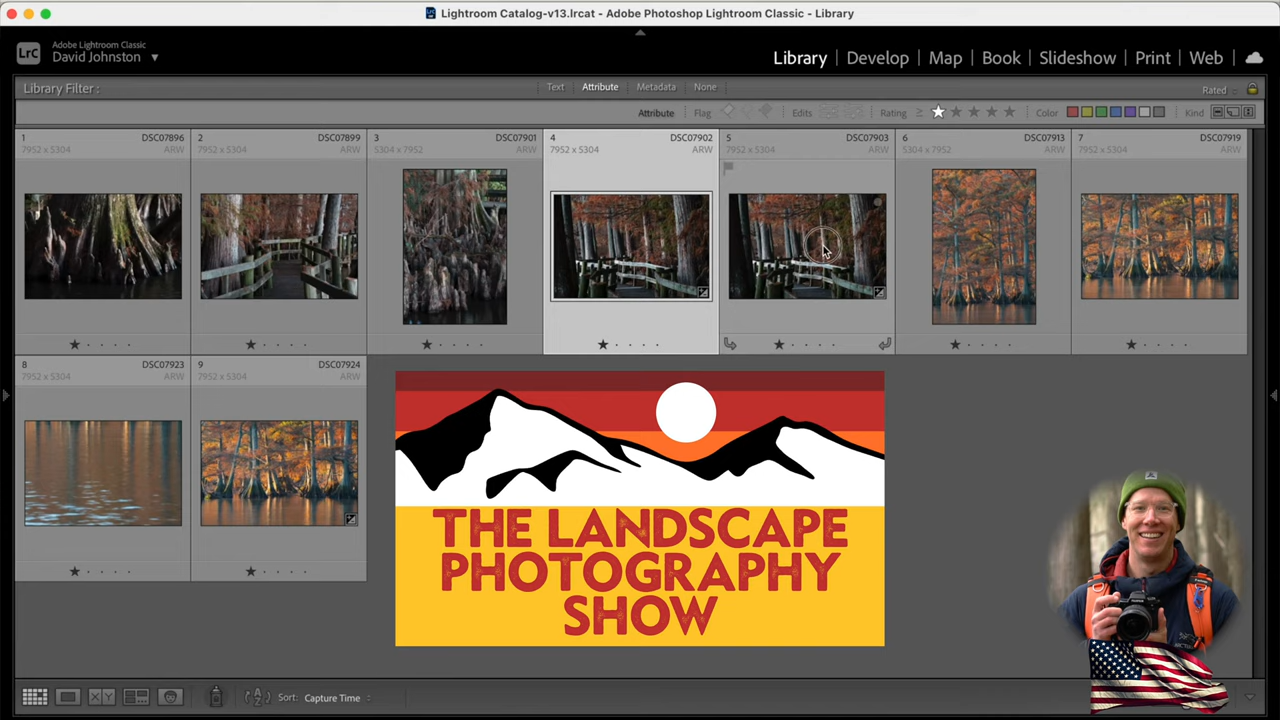 Lightroom Catalog-v13.lrcat - Adobe Photoshop Lightroom Classic - Library
LrC
Adobe Lightroom Classic
David Johnston
Library | Develop | Map | Book | Slideshow | Print | Web
Library Filter :
Text Attribute Metadata None
Rated
Attribute Flag Edits Rating ≥ Color Kind
1 DSC07896 2 DSC07899 3 DSC07901 4 DSC07902 5 DSC07903 6 DSC07913 7 DSC07919
7952 x 5304 ARW 7952 x 5304 ARW 5304 x 7952 ARW 7952 x 5304 ARW 7952 x 5304 ARW 5304 x 7952 ARW 7952 x 5304 ARW
8 DSC07923 9 DSC07924
7952 x 5304 ARW 7952 x 5304 ARW
THE LANDSCAPE
PHOTOGRAPHY
SHOW
XY
Sort: Capture Time